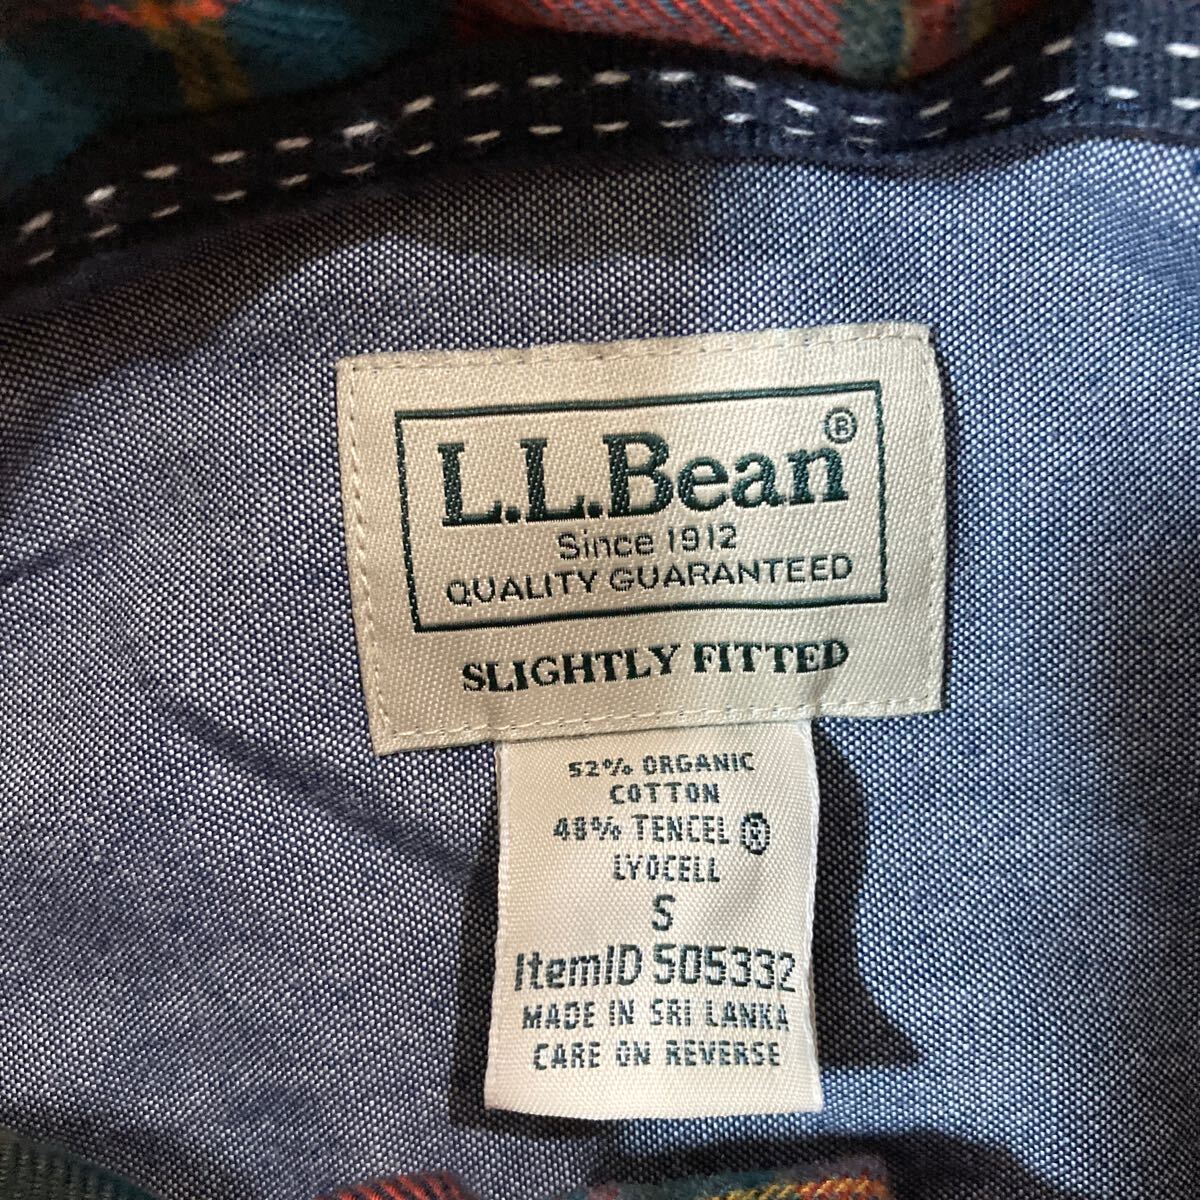 L.L.Bean®
Since 1912
QUALITY GUARANTEED
SLIGHTLY FITTED
52% ORGANIC
COTTON
48% TENCEL ®
LYOCELL
S
ItemID 505332
MADE IN SRI LANKA
CARE ON REVERSE